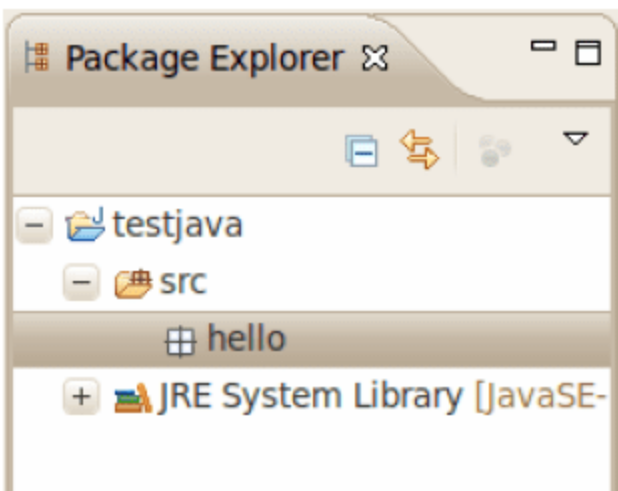 Package Explorer
testjava
src
hello
JRE System Library [JavaSE-